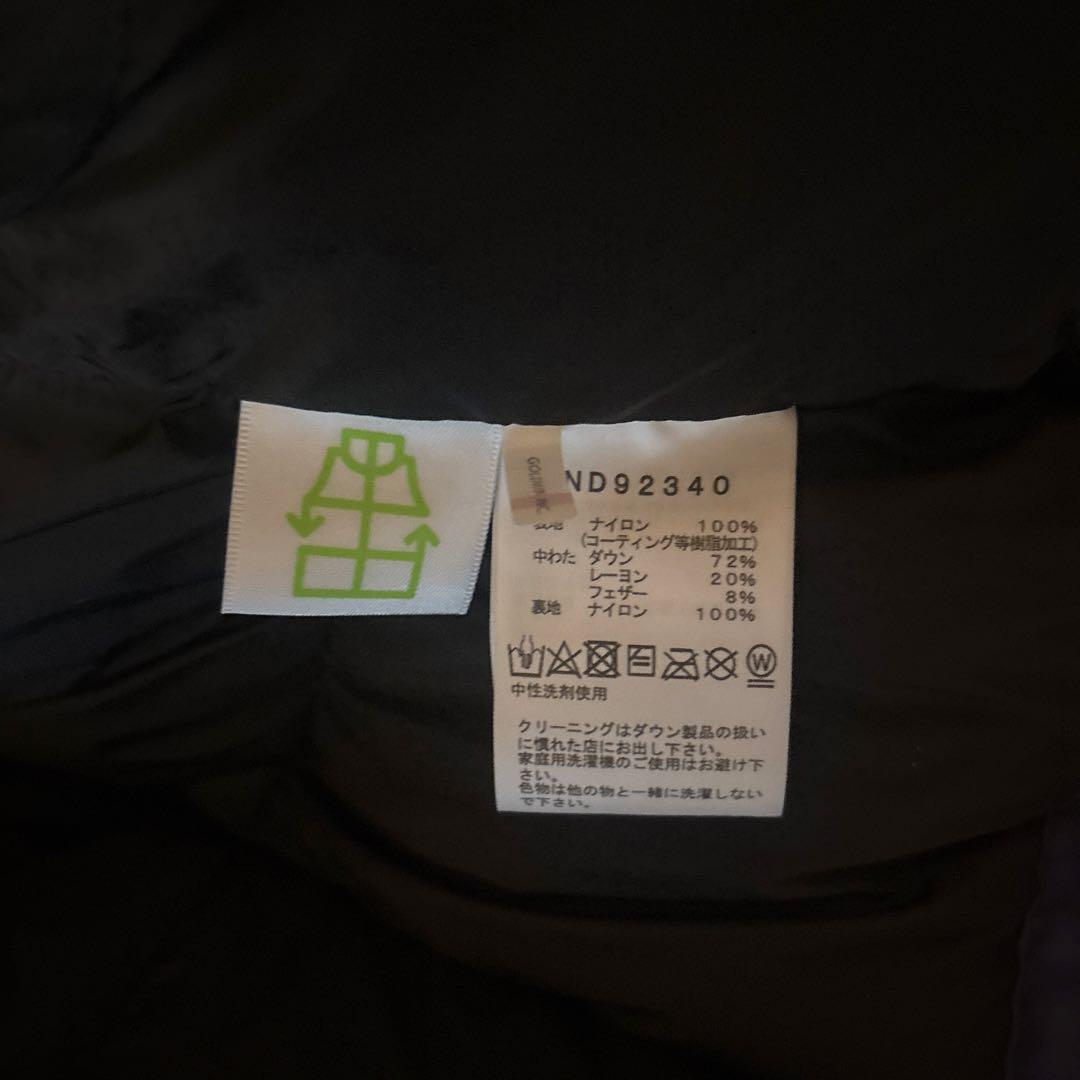 ND92340
表地 ナイロン 100%
(コーティング等樹脂加工)
中わた ダウン 72%
レーヨン 20%
フェザー 8%
裏地 ナイロン 100%
W
中性洗剤使用
クリーニングはダウン製品の扱い
に慣れた店にお出し下さい。
家庭用洗濯機のご使用はお避け下
さい。
色物は他の物と一緒に洗濯しない
で下さい。